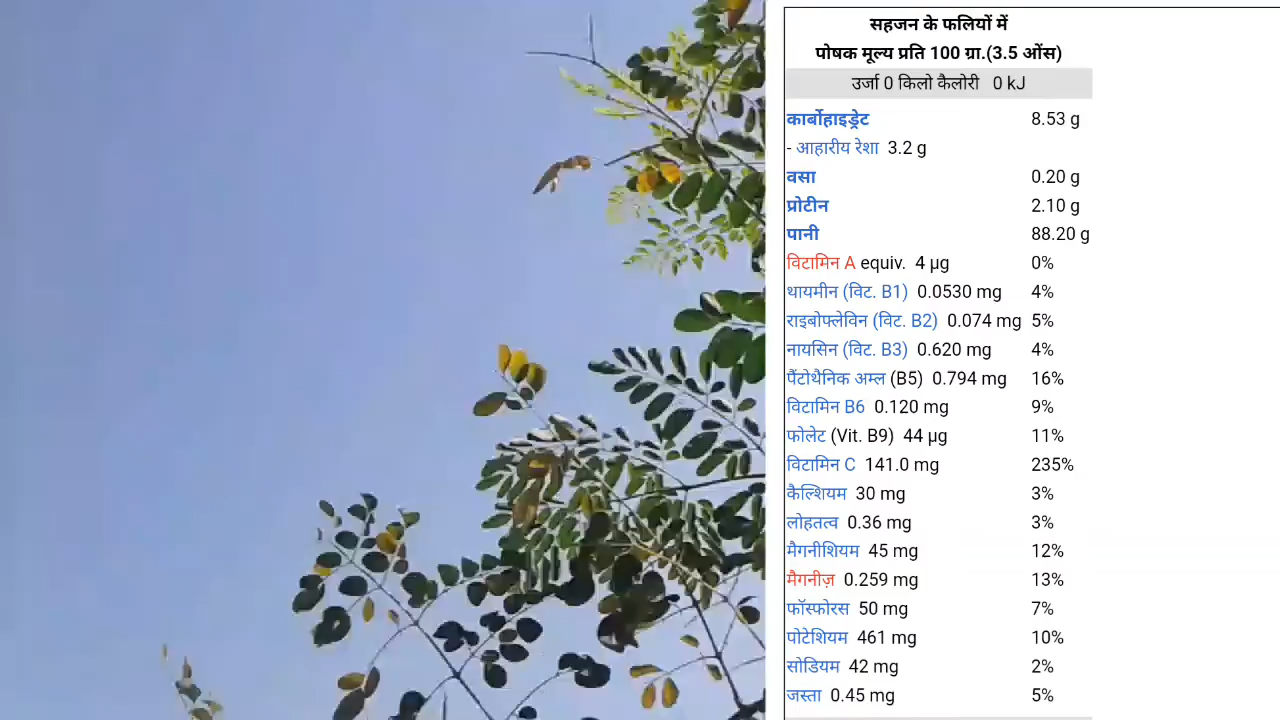 सहजन के फलियों में
पोषक मूल्य प्रति 100 ग्रा.(3.5 ओंस)
उर्जा 0 किलो कैलोरी 0 kJ
कार्बोहाइड्रेट 8.53 g
- आहारीय रेशा 3.2 g
वसा 0.20 g
प्रोटीन 2.10 g
पानी 88.20 g
विटामिन A equiv. 4 μg 0%
थायमीन (विट. B1) 0.0530 mg 4%
राइबोफ्लेविन (विट. B2) 0.074 mg 5%
नायसिन (विट. B3) 0.620 mg 4%
पैंटोथैनिक अम्ल (B5) 0.794 mg 16%
विटामिन B6 0.120 mg 9%
फोलेट (Vit. B9) 44 μg 11%
विटामिन C 141.0 mg 235%
कैल्शियम 30 mg 3%
लोहतत्व 0.36 mg 3%
मैगनीशियम 45 mg 12%
मैगनीज़ 0.259 mg 13%
फॉस्फोरस 50 mg 7%
पोटेशियम 461 mg 10%
सोडियम 42 mg 2%
जस्ता 0.45 mg 5%